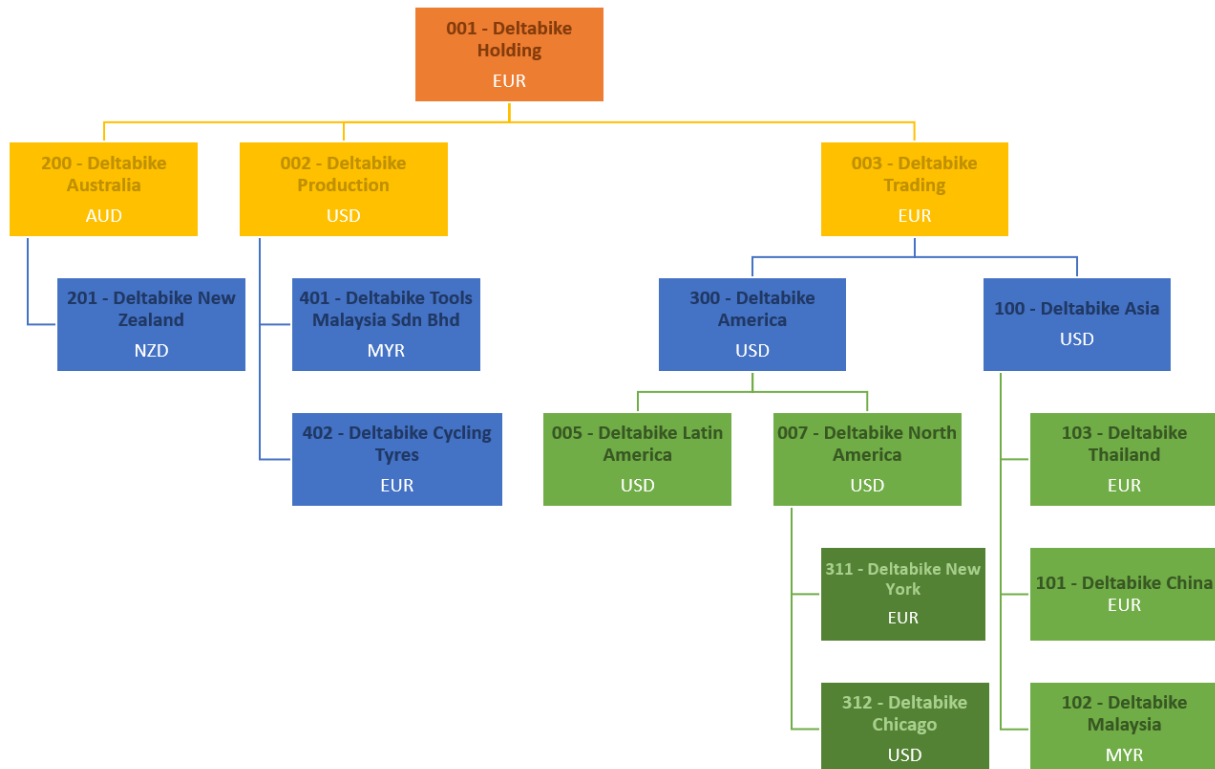 001 - Deltabike
Holding
EUR
200 - Deltabike
Australia
AUD
002 - Deltabike
Production
USD
003 - Deltabike
Trading
EUR
201 - Deltabike New
Zealand
NZD
401 - Deltabike Tools
Malaysia Sdn Bhd
MYR
300 - Deltabike
America
USD
100 - Deltabike Asia
USD
402 - Deltabike Cycling
Tyres
EUR
005 - Deltabike Latin
America
USD
007 - Deltabike North
America
USD
103 - Deltabike
Thailand
EUR
311 - Deltabike New
York
EUR
101 - Deltabike China
EUR
312 - Deltabike
Chicago
USD
102 - Deltabike
Malaysia
MYR